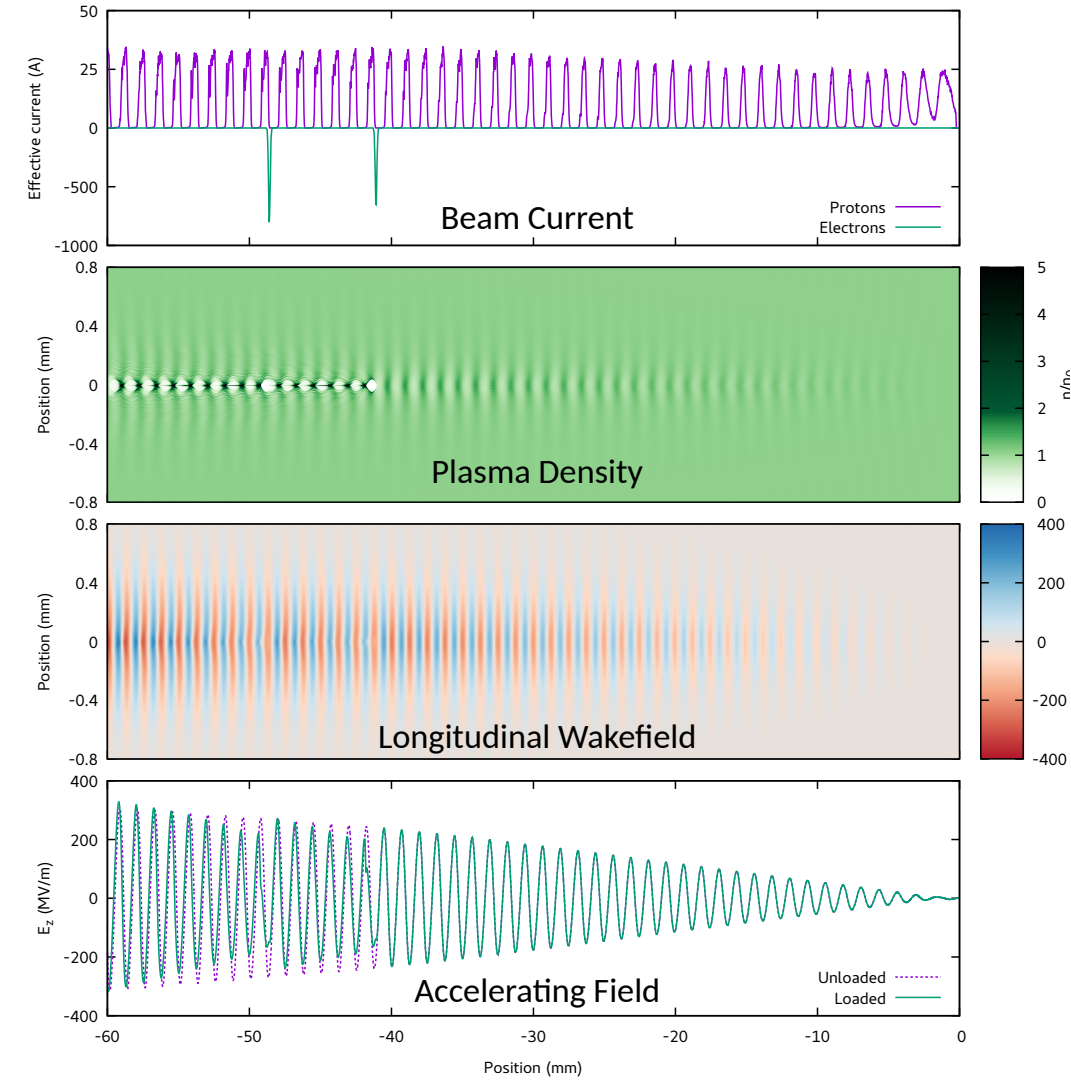 50
25
0
-500
-1000
Effective current (A)
Beam Current
Protons
Electrons
0.8
0.4
0
-0.4
-0.8
Position (mm)
Plasma Density
5
4
3
2
1
0
0.8
0.4
0
-0.4
-0.8
Position (mm)
Longitudinal Wakefield
400
200
0
-200
-400
400
200
0
-200
-400
E_z (MV/m)
Accelerating Field
Unloaded
Loaded
-60 -50 -40 -30 -20 -10 0
Position (mm)